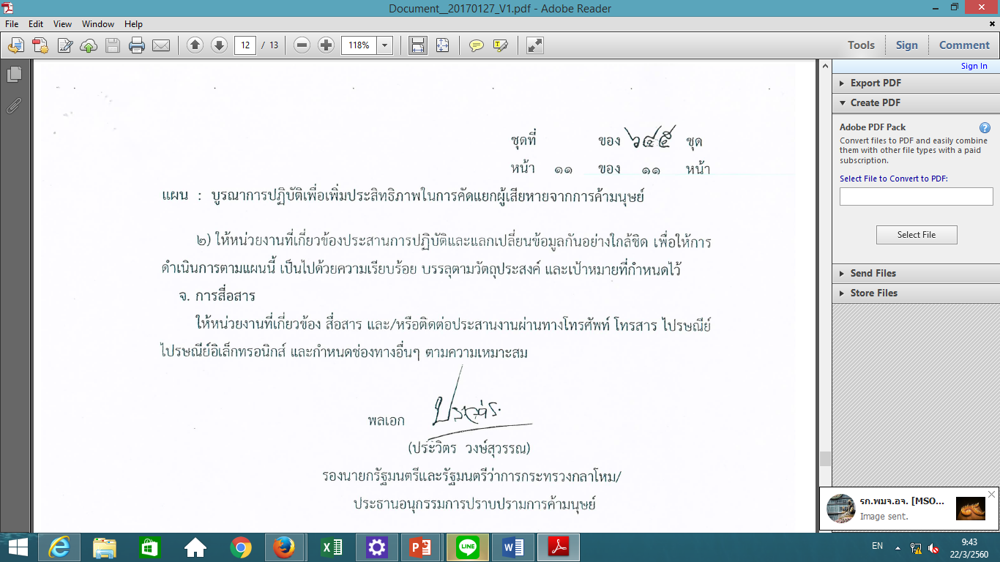 Document__20170127_V1.pdf - Adobe Reader
File Edit View Window Help
12 / 13 118% Tools Sign Comment
Sign In
Export PDF
Create PDF
Adobe PDF Pack
Convert files to PDF and easily combine
them with other file types with a paid
subscription.
Select File to Convert to PDF:
Select File
Send Files
Store Files
ชุดที่ ของ ๖๔๕ ชุด
หน้า ๑๑ ของ ๑๑ หน้า
แผน : บูรณาการปฏิบัติเพื่อเพิ่มประสิทธิภาพในการคัดแยกผู้เสียหายจากการค้ามนุษย์
๒) ให้หน่วยงานที่เกี่ยวข้องประสานการปฏิบัติและแลกเปลี่ยนข้อมูลกันอย่างใกล้ชิด เพื่อให้การ
ดำเนินการตามแผนนี้ เป็นไปด้วยความเรียบร้อย บรรลุตามวัตถุประสงค์ และเป้าหมายที่กำหนดไว้
จ. การสื่อสาร
ให้หน่วยงานที่เกี่ยวข้อง สื่อสาร และ/หรือติดต่อประสานงานผ่านทางโทรศัพท์ โทรสาร ไปรษณีย์
ไปรษณีย์อิเล็กทรอนิกส์ และกำหนดช่องทางอื่นๆ ตามความเหมาะสม
พลเอก
(ประวิตร วงษ์สุวรรณ)
รองนายกรัฐมนตรีและรัฐมนตรีว่าการกระทรวงกลาโหม/
ประธานอนุกรรมการปราบปรามการค้ามนุษย์
รก.พมจ.อจ. [MSO...
Image sent.
EN 9:43
22/3/2560